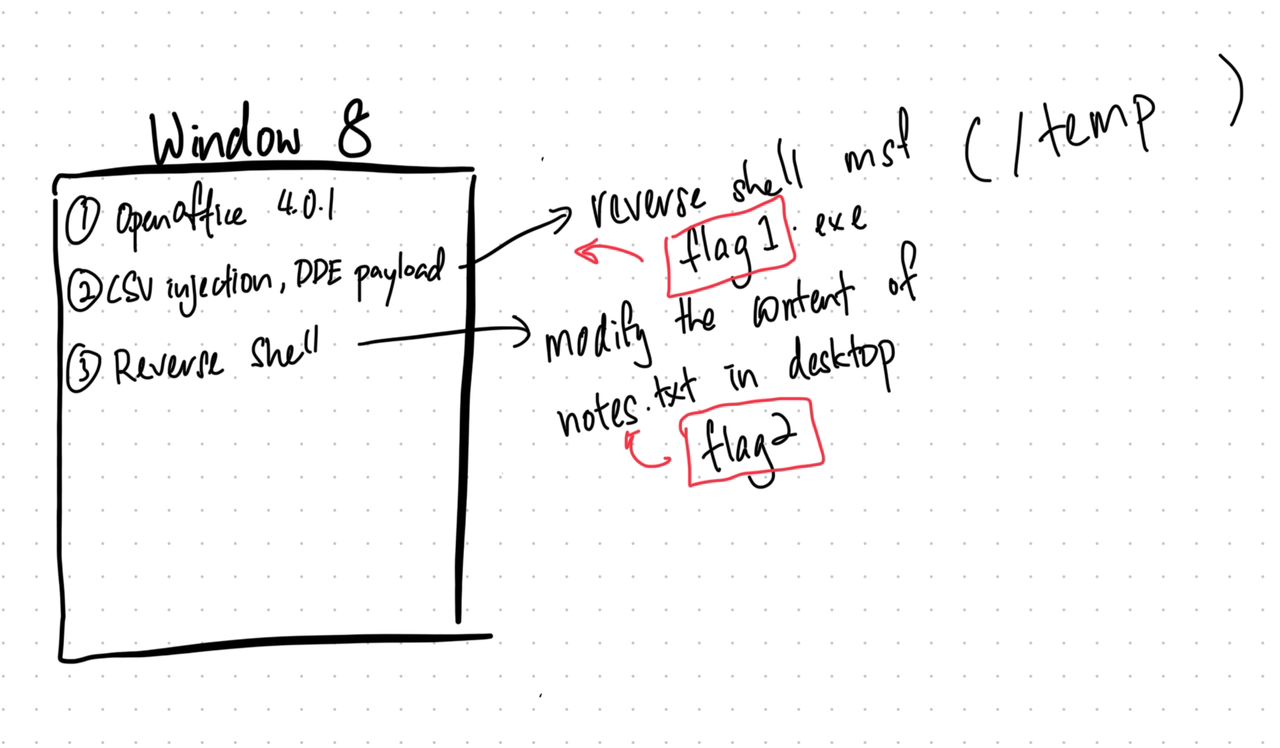 Window 8
① OpenOffice 4.0.1
② CSV injection, DDE payload
③ Reverse shell
reverse shell msf (/temp )
flag1.exe
modify the content of
notes.txt in desktop
flag2